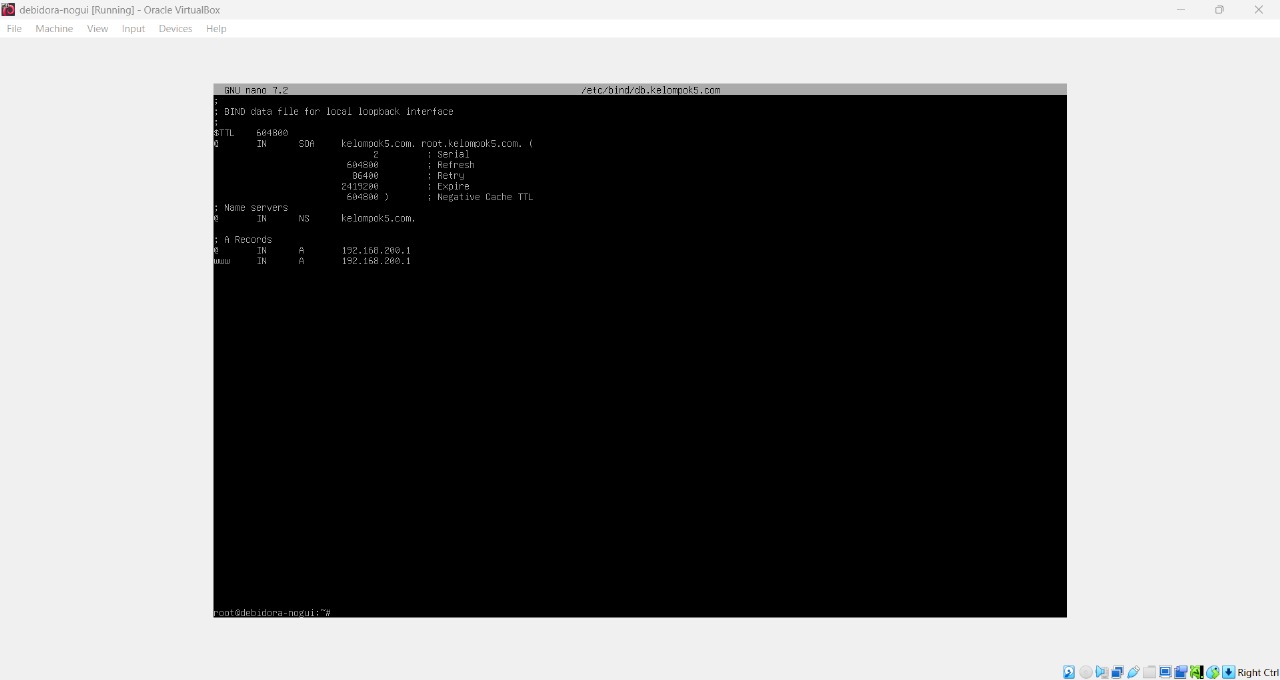 debidora-nogui [Running] - Oracle VirtualBox
File Machine View Input Devices Help
GNU nano 7.2 /etc/bind/db.kelompok5.com
;
; BIND data file for local loopback interface
;
$TTL 604800
@ IN SOA kelompok5.com. root.kelompok5.com. (
2 ; Serial
604800 ; Refresh
86400 ; Retry
2419200 ; Expire
604800 ) ; Negative Cache TTL
; Name servers
@ IN NS kelompok5.com.
; A Records
@ IN A 192.168.200.1
www IN A 192.168.200.1
root@debidora-nogui:~#
Right Ctrl